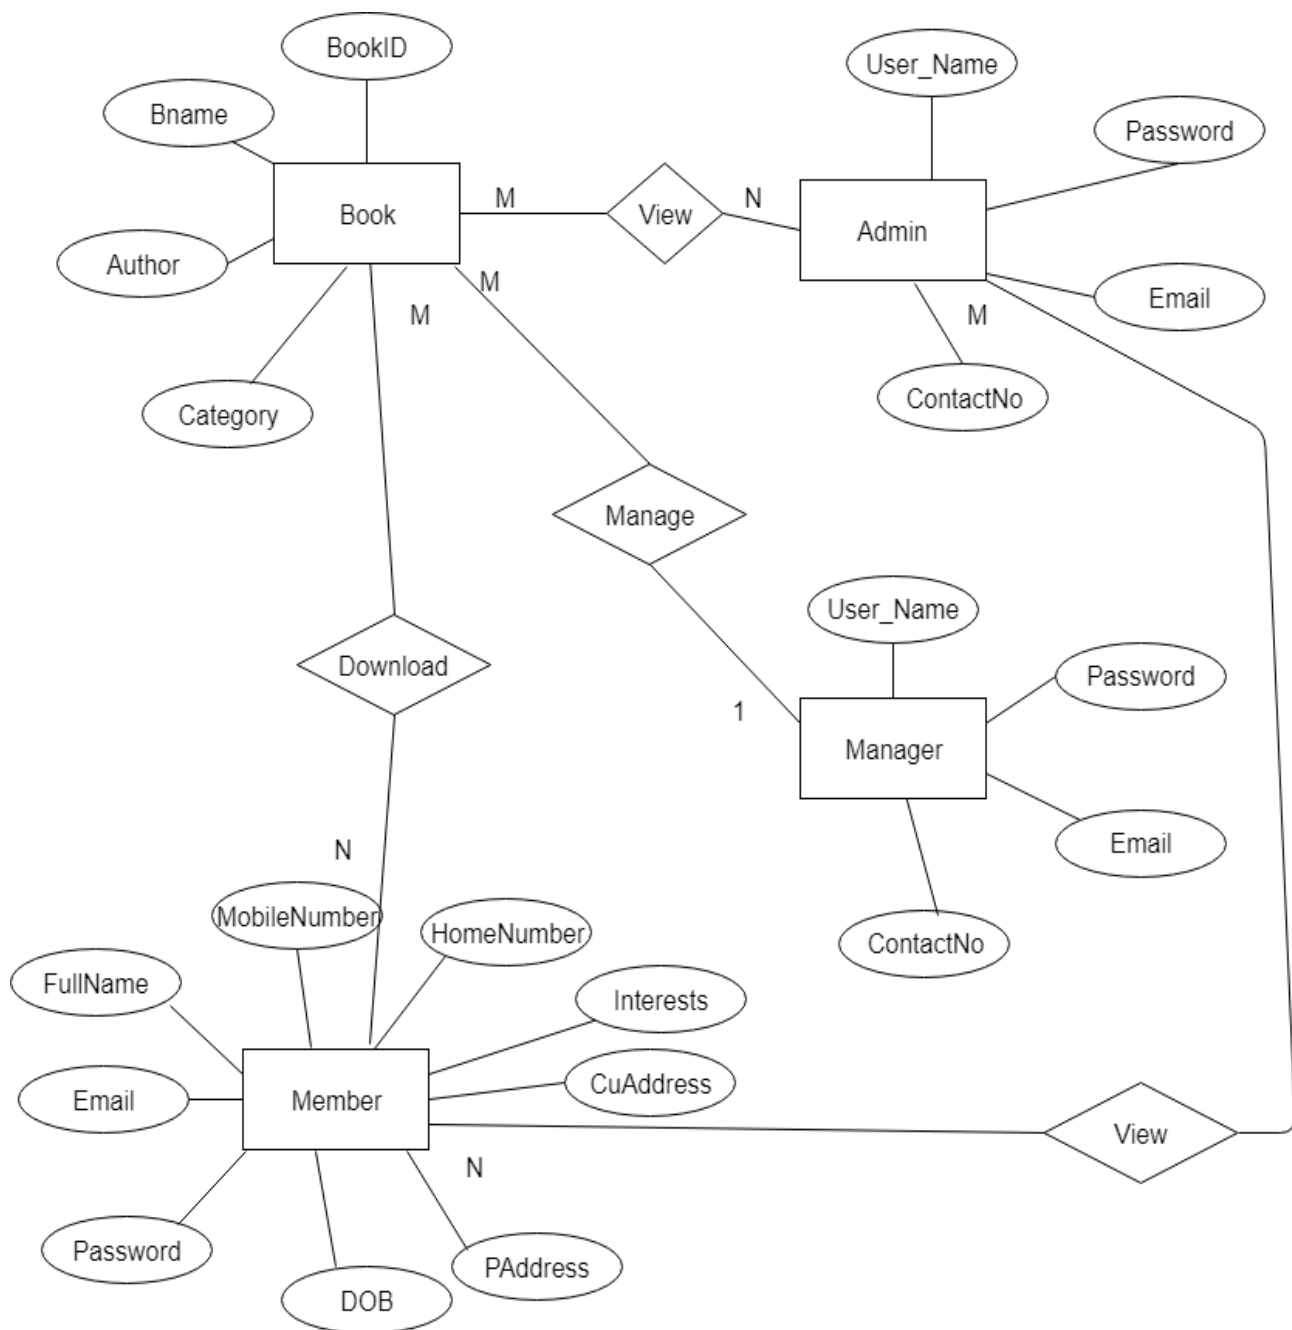 BookID
User_Name
Bname
Password
M
View
N
Book
Admin
Author
M
Email
M
M
ContactNo
Category
Manage
User_Name
Download
Password
1
Manager
Email
N
MobileNumber
HomeNumber
ContactNo
FullName
Interests
CuAddress
Email
Member
View
N
Password
PAddress
DOB